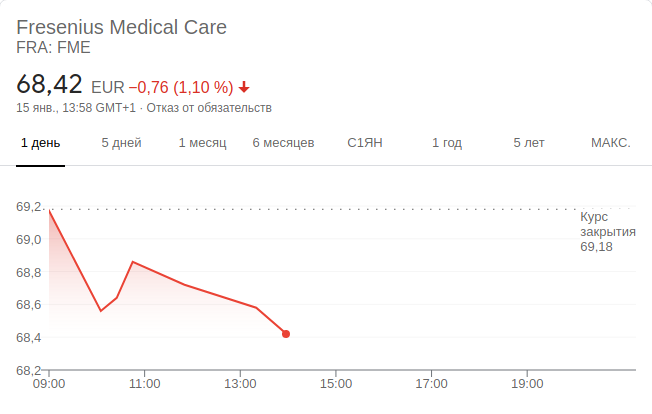 Fresenius Medical Care
FRA: FME
68,42 EUR −0,76 (1,10 %)
15 янв., 13:58 GMT+1 · Отказ от обязательств
1 день 5 дней 1 месяц 6 месяцев С1ЯН 1 год 5 лет МАКС.
69,2
Курс
закрытия
69,18
69,0
68,8
68,6
68,4
68,2
09:00 11:00 13:00 15:00 17:00 19:00